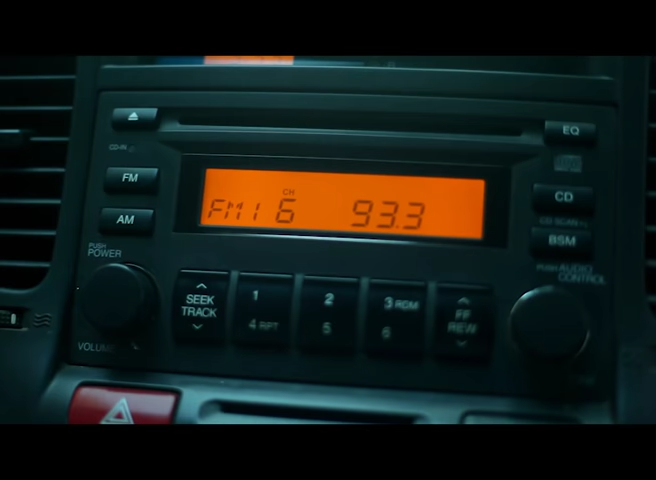 EQ
CD-IN
FM
CD
CH
FM1 6 93.3
AM
CD SCAN
BSM
PUSH
POWER
PUSH AUDIO
CONTROL
SEEK
TRACK
1
4 RPT
2
5
3 RDM
6
FF
REW
VOLUME